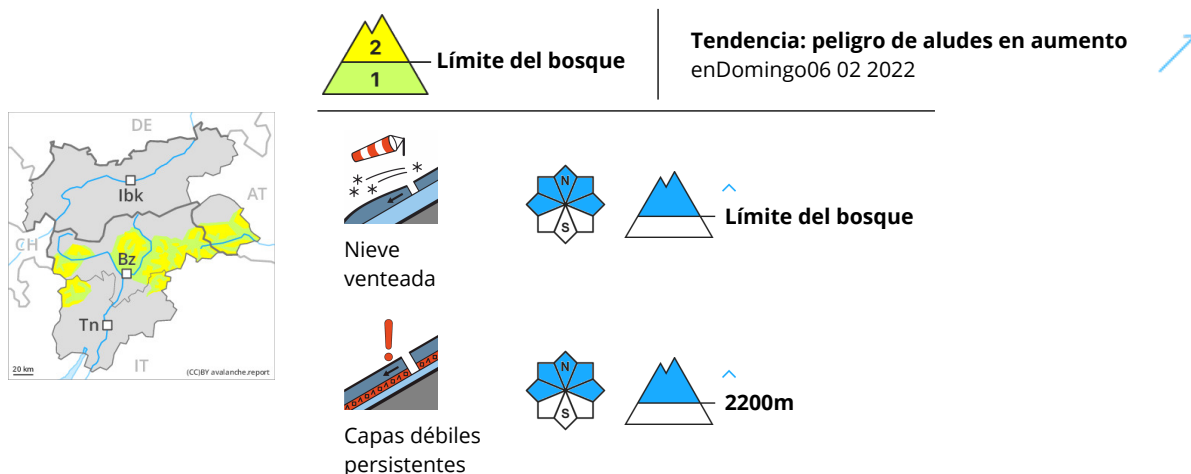 2
1
Límite del bosque
Tendencia: peligro de aludes en aumento
enDomingo06 02 2022
DE
Ibk
AT
CH
Bz
Tn
IT
20 km
(CC)BY avalanche.report
N
S
Límite del bosque
Nieve
venteada
N
S
2200m
Capas débiles
persistentes